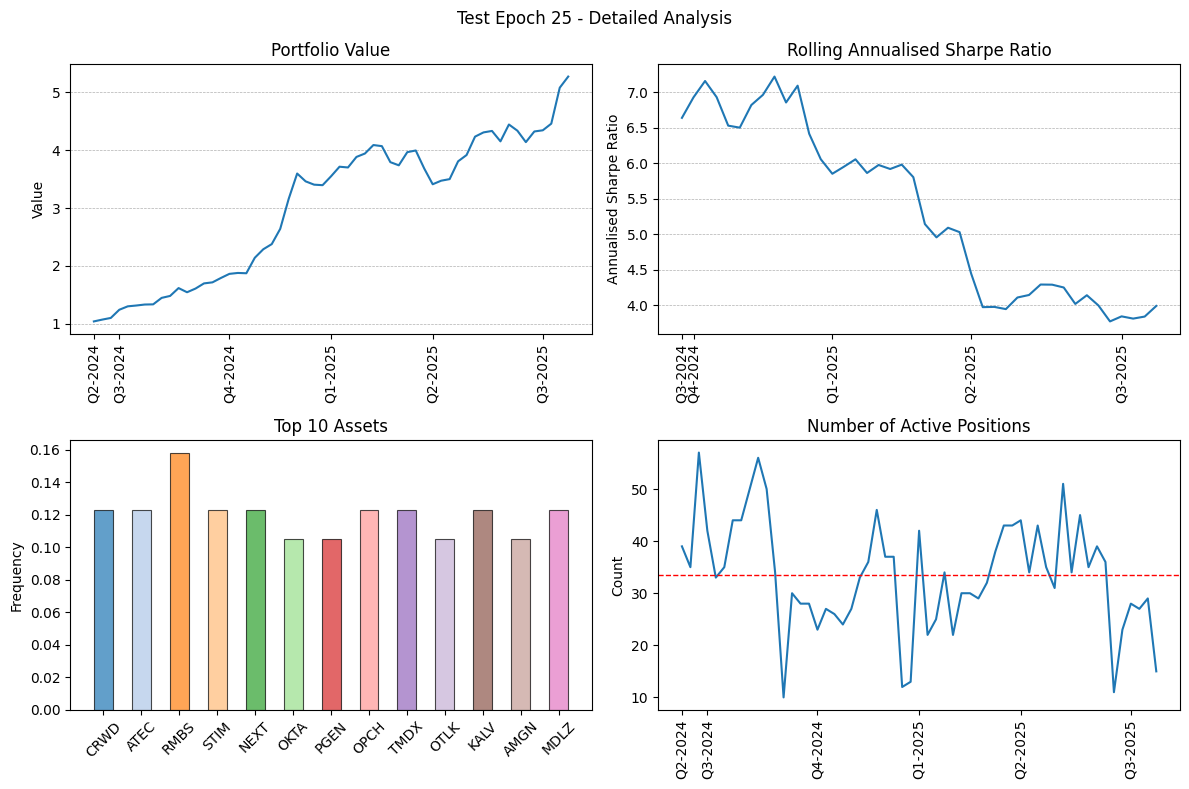 Test Epoch 25 - Detailed Analysis
Portfolio Value
Value
5
4
3
2
1
Q2-2024
Q3-2024
Q4-2024
Q1-2025
Q2-2025
Q3-2025
Rolling Annualised Sharpe Ratio
Annualised Sharpe Ratio
7.0
6.5
6.0
5.5
5.0
4.5
4.0
Q3-2024
Q4-2024
Q1-2025
Q2-2025
Q3-2025
Top 10 Assets
Frequency
0.16
0.14
0.12
0.10
0.08
0.06
0.04
0.02
0.00
CRWD
ATEC
RMBS
STIM
NEXT
OKTA
PGEN
OPCH
TMDX
OTLK
KALV
AMGN
MDLZ
Number of Active Positions
Count
50
40
30
20
10
Q2-2024
Q3-2024
Q4-2024
Q1-2025
Q2-2025
Q3-2025